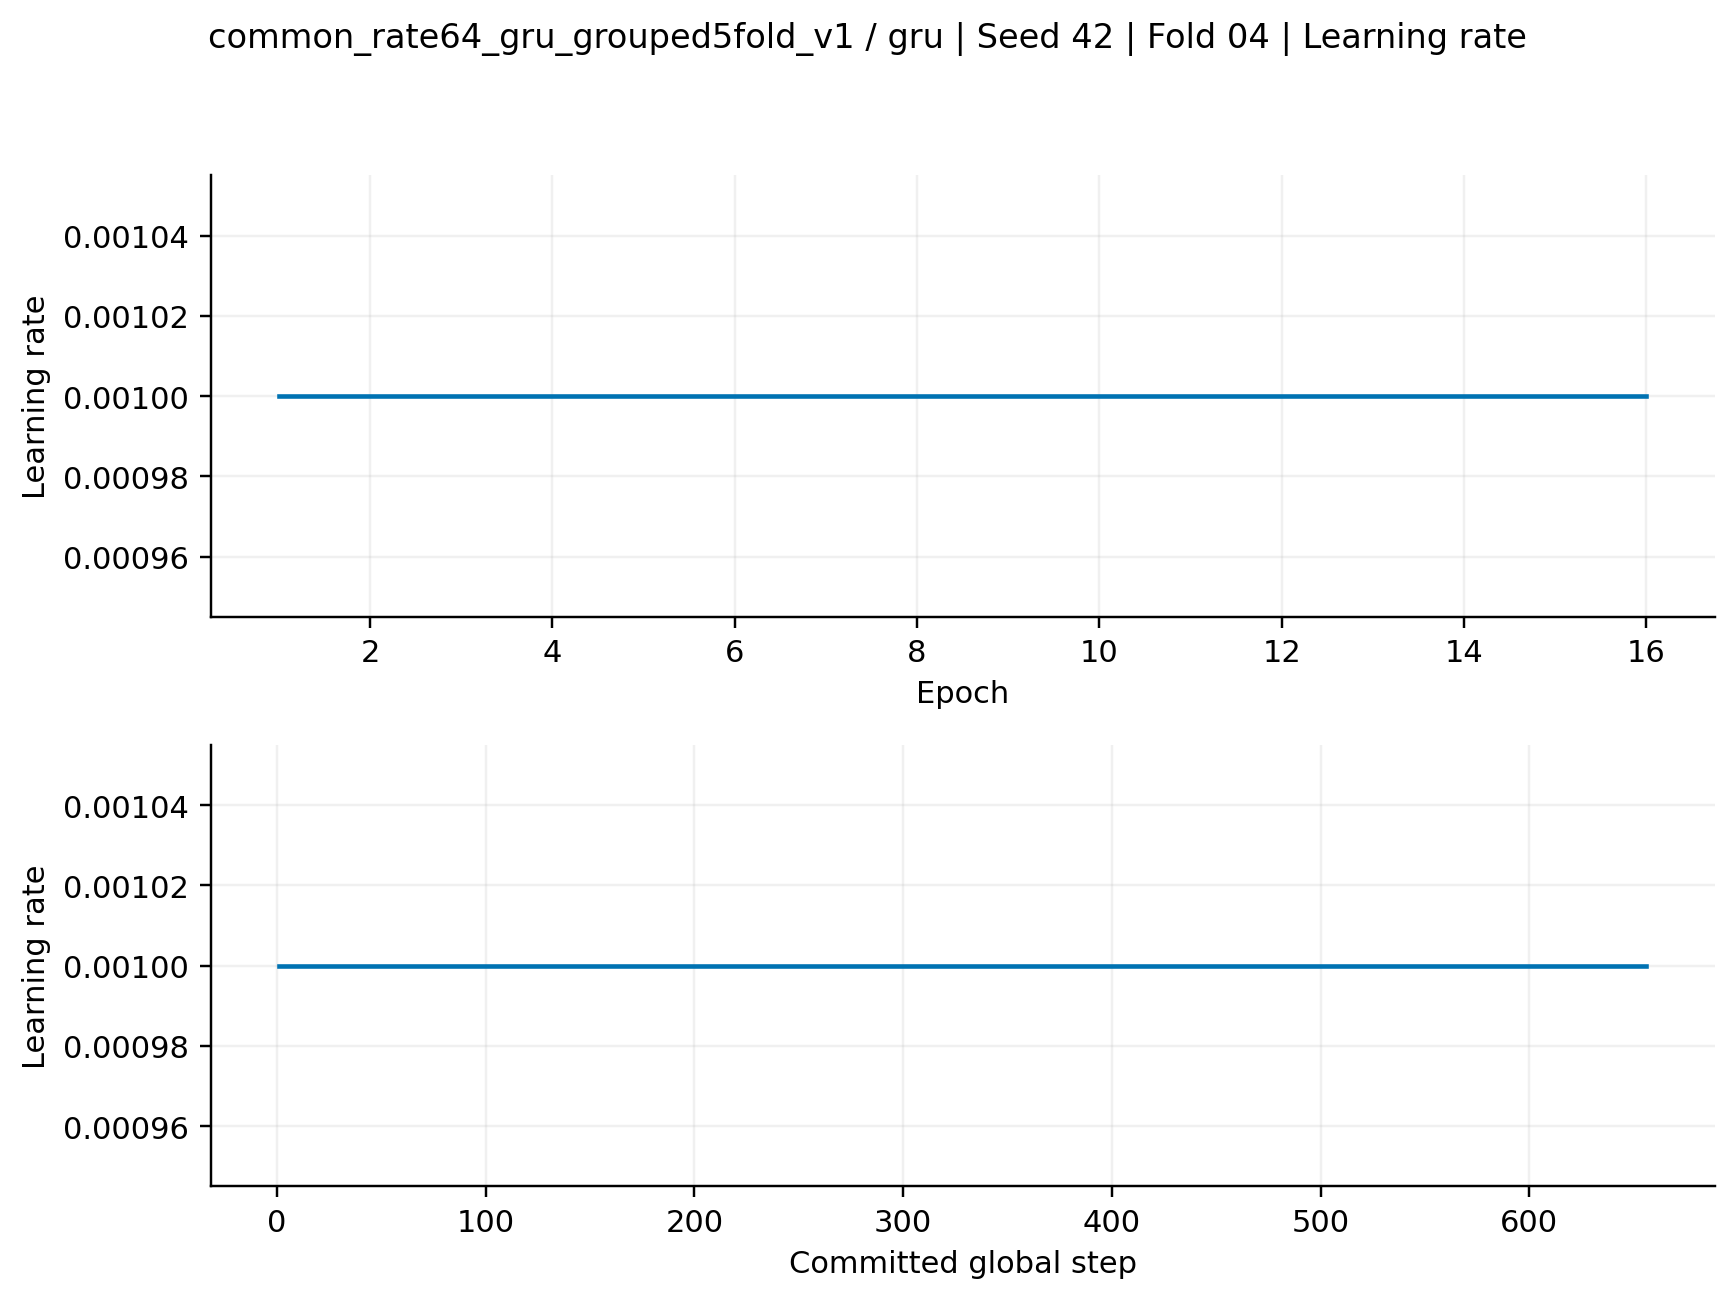 common_rate64_gru_grouped5fold_v1 / gru | Seed 42 | Fold 04 | Learning rate
Learning rate
0.00104
0.00102
0.00100
0.00098
0.00096
2 4 6 8 10 12 14 16
Epoch
Learning rate
0.00104
0.00102
0.00100
0.00098
0.00096
0 100 200 300 400 500 600
Committed global step